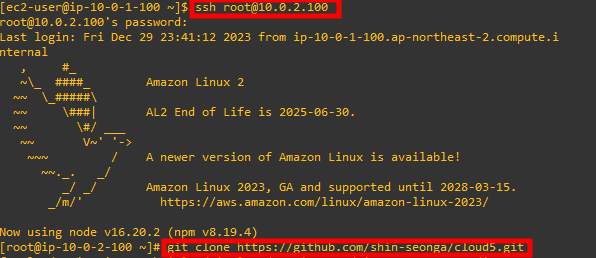 [ec2-user@ip-10-0-1-100 ~]$ ssh root@10.0.2.100
root@10.0.2.100's password:
Last login: Fri Dec 29 23:41:12 2023 from ip-10-0-1-100.ap-northeast-2.compute.i
nternal
   ,     #_
   ~\_  ####_        Amazon Linux 2
  ~~  \_#####\
  ~~     \###|       AL2 End of Life is 2025-06-30.
  ~~       \#/ ___
   ~~       V~' '->
    ~~~         /    A newer version of Amazon Linux is available!
      ~~._.   _/
         _/ _/       Amazon Linux 2023, GA and supported until 2028-03-15.
       _/m/'           https://aws.amazon.com/linux/amazon-linux-2023/
Now using node v16.20.2 (npm v8.19.4)
[root@ip-10-0-2-100 ~]# git clone https://github.com/shin-seonga/cloud5.git